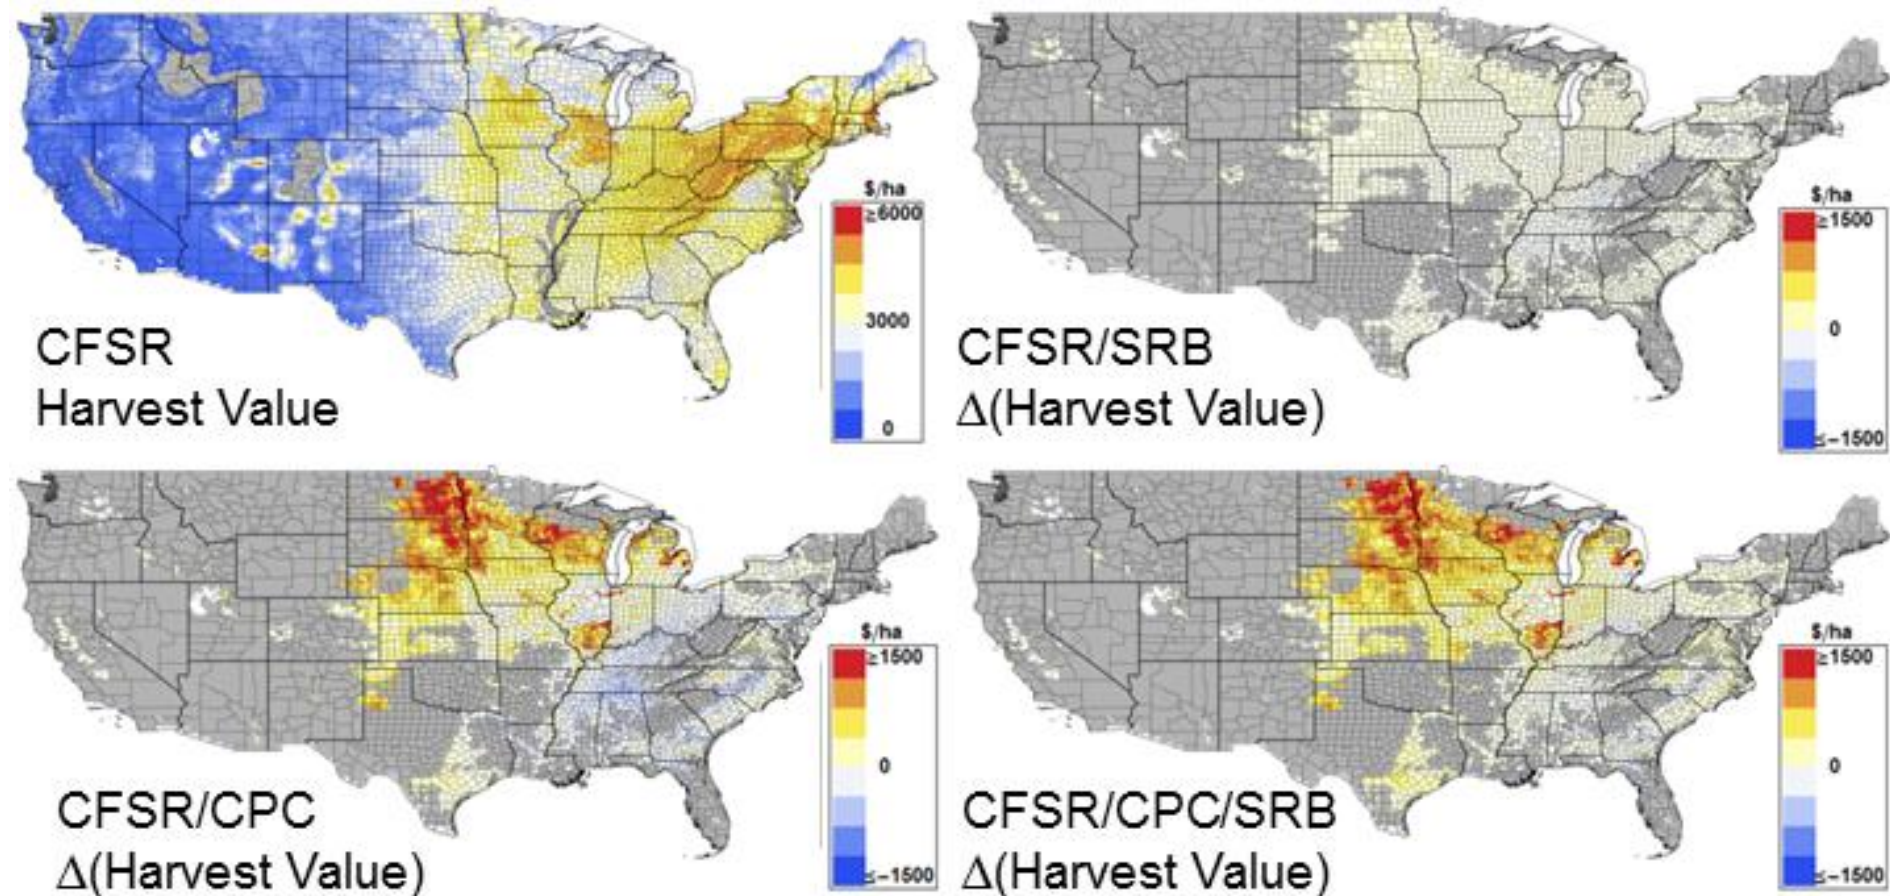 $/ha
≥6000
3000
0
CFSR
Harvest Value
$/ha
≥1500
0
≤-1500
CFSR/SRB
Δ(Harvest Value)
$/ha
≥1500
0
≤-1500
CFSR/CPC
Δ(Harvest Value)
$/ha
≥1500
0
≤-1500
CFSR/CPC/SRB
Δ(Harvest Value)